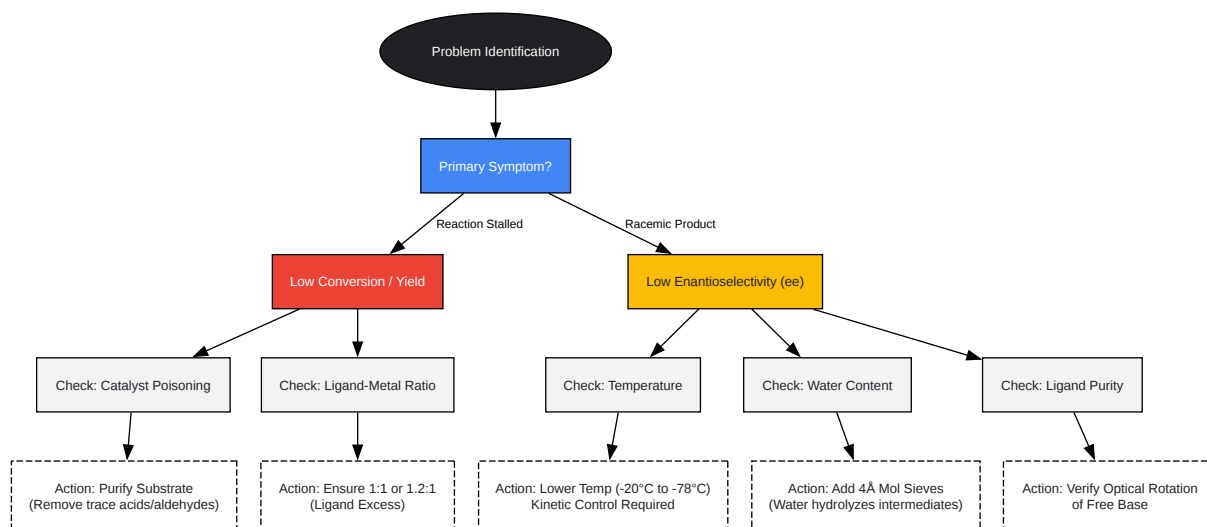 Problem Identification
Primary Symptom?
Reaction Stalled
Racemic Product
Low Conversion / Yield
Low Enantioselectivity (ee)
Check: Catalyst Poisoning
Check: Ligand-Metal Ratio
Check: Temperature
Check: Water Content
Check: Ligand Purity
Action: Purify Substrate
(Remove trace acids/aldehydes)
Action: Ensure 1:1 or 1.2:1
(Ligand Excess)
Action: Lower Temp (-20°C to -78°C)
Kinetic Control Required
Action: Add 4Å Mol Sieves
(Water hydrolyzes intermediates)
Action: Verify Optical Rotation
of Free Base